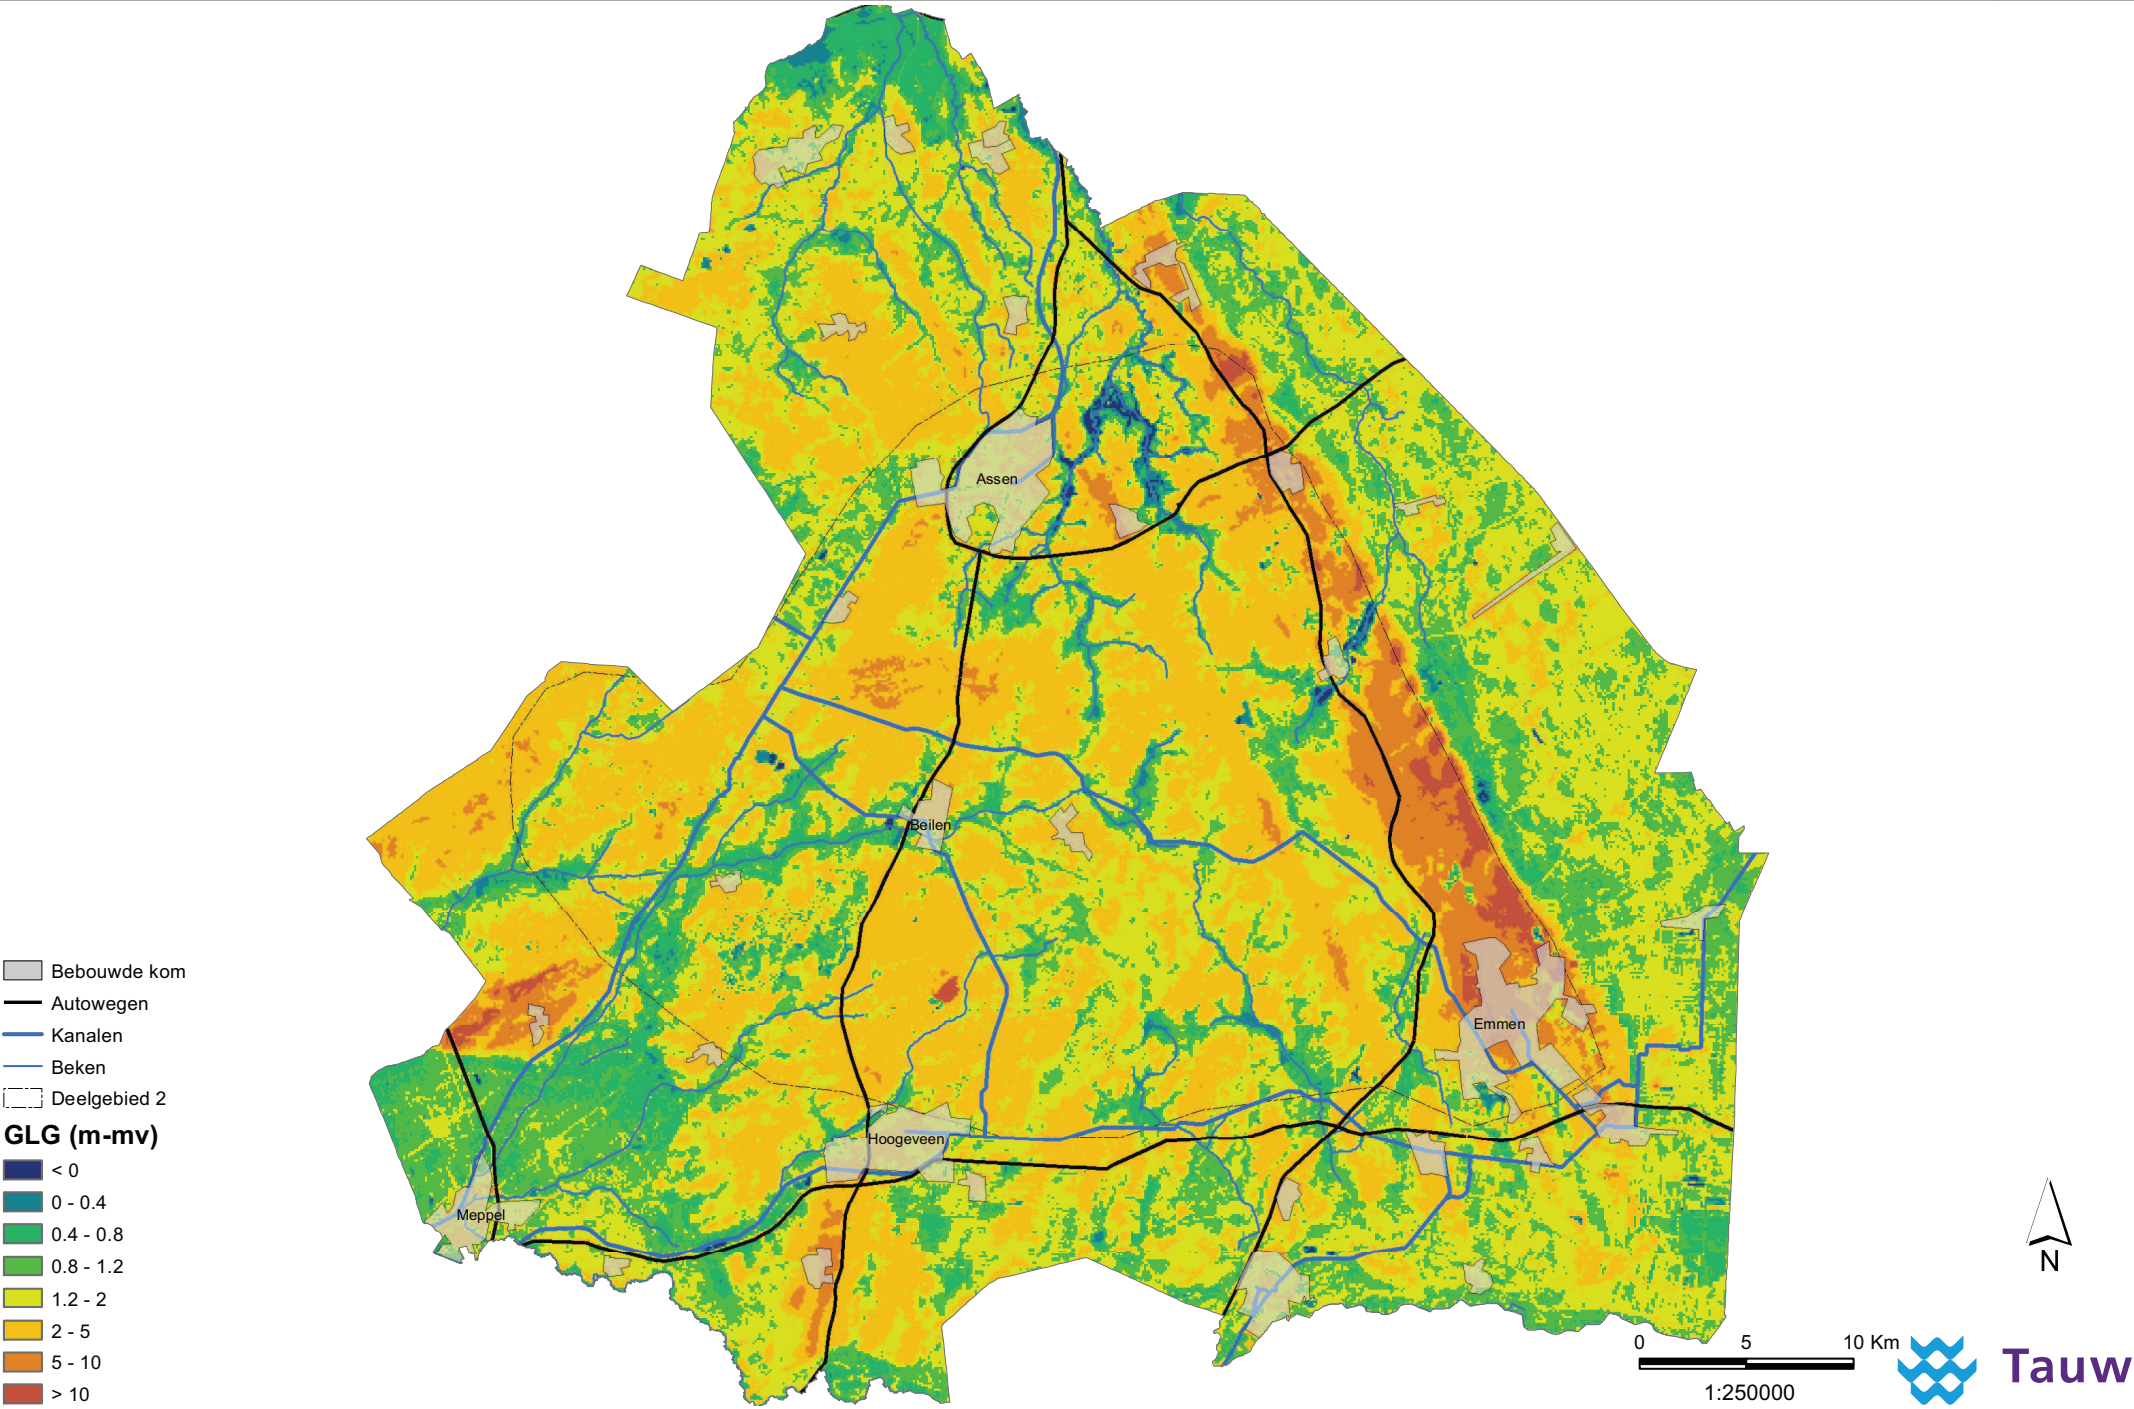 Assen
Beilen
Emmen
Hoogeveen
Meppel
Bebouwde kom
Autowegen
Kanalen
Beken
Deelgebied 2
GLG (m-mv)
< 0
0 - 0.4
0.4 - 0.8
0.8 - 1.2
1.2 - 2
2 - 5
5 - 10
> 10
N
0 5 10 Km
1:250000
Tauw